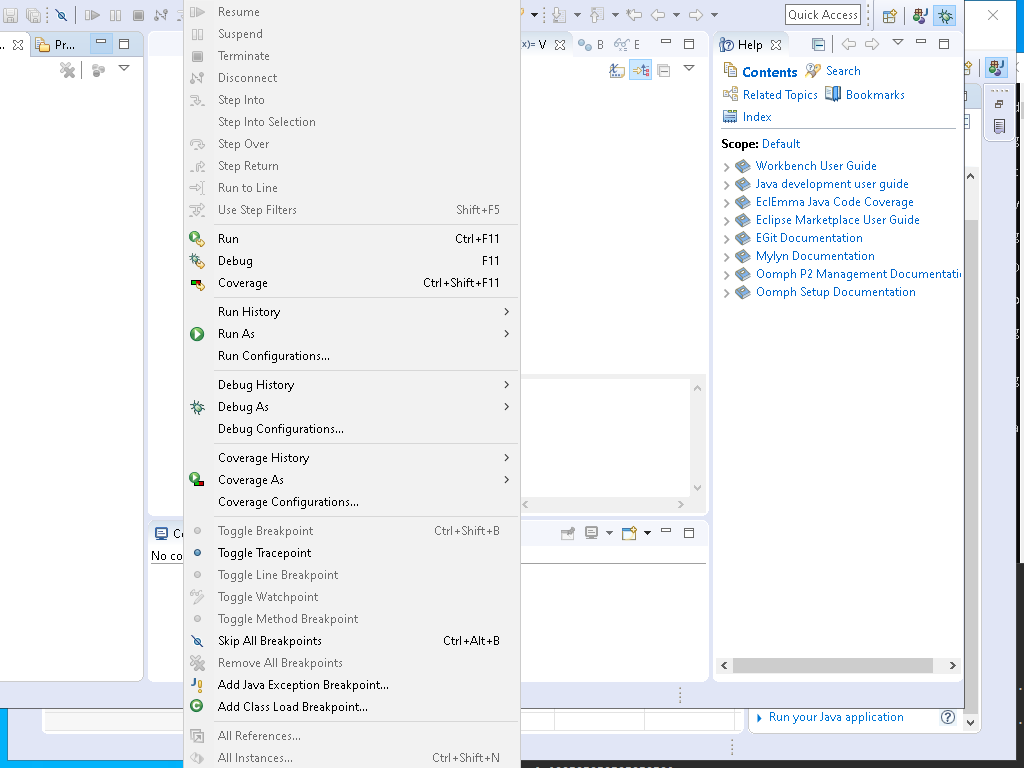 Pr...
V
B
E
Quick Access
Help
Contents
Search
Related Topics
Bookmarks
Index
Scope: Default
Workbench User Guide
Java development user guide
EclEmma Java Code Coverage
Eclipse Marketplace User Guide
EGit Documentation
Mylyn Documentation
Oomph P2 Management Documentati
Oomph Setup Documentation
Resume
Suspend
Terminate
Disconnect
Step Into
Step Into Selection
Step Over
Step Return
Run to Line
Use Step Filters Shift+F5
Run Ctrl+F11
Debug F11
Coverage Ctrl+Shift+F11
Run History
Run As
Run Configurations...
Debug History
Debug As
Debug Configurations...
Coverage History
Coverage As
Coverage Configurations...
Toggle Breakpoint Ctrl+Shift+B
Toggle Tracepoint
Toggle Line Breakpoint
Toggle Watchpoint
Toggle Method Breakpoint
Skip All Breakpoints Ctrl+Alt+B
Remove All Breakpoints
Add Java Exception Breakpoint...
Add Class Load Breakpoint...
All References...
All Instances... Ctrl+Shift+N
No co
Run your Java application